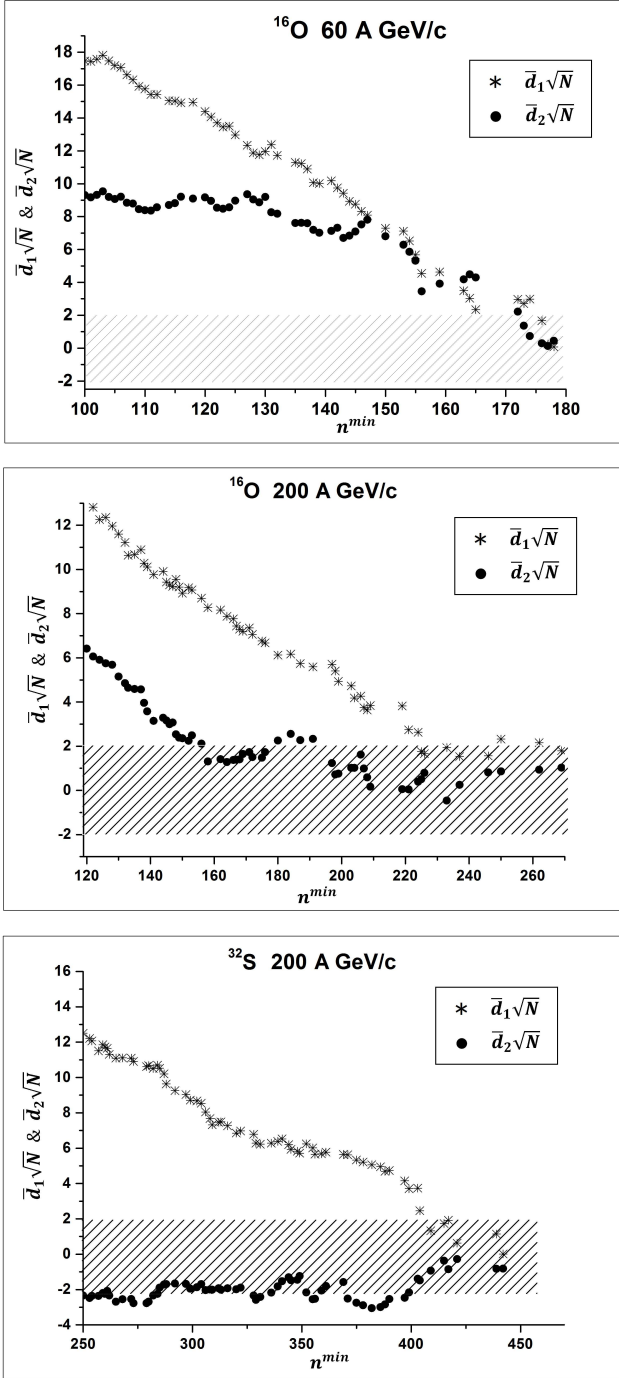 ¹⁶O 60 A GeV/c
d̅₁√N̅
d̅₂√N̅
d̅₁√N̅ & d̅₂√N̅
18
16
14
12
10
8
6
4
2
0
-2
100 110 120 130 140 150 160 170 180
nᵐⁱⁿ
¹⁶O 200 A GeV/c
d̅₁√N̅
d̅₂√N̅
d̅₁√N̅ & d̅₂√N̅
12
10
8
6
4
2
0
-2
120 140 160 180 200 220 240 260
nᵐⁱⁿ
³²S 200 A GeV/c
d̅₁√N̅
d̅₂√N̅
d̅₁√N̅ & d̅₂√N̅
16
14
12
10
8
6
4
2
0
-2
-4
250 300 350 400 450
nᵐⁱⁿ